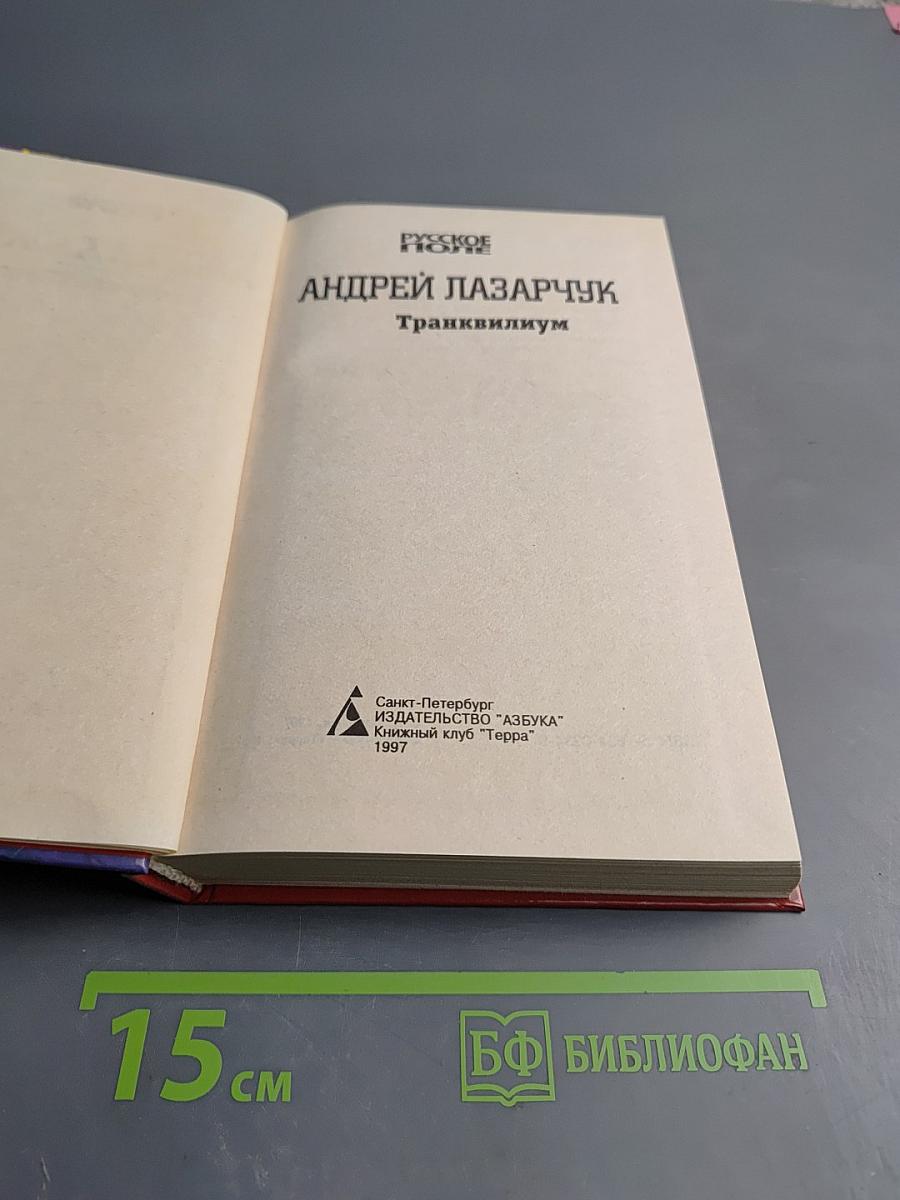 РУССКОЕ
ПОЛЕ
АНДРЕЙ ЛАЗАРЧУК
Транквилиум
Санкт-Петербург
ИЗДАТЕЛЬСТВО "АЗБУКА"
Книжный клуб "Терра"
1997
15 см
БФ БИБЛИОФАН